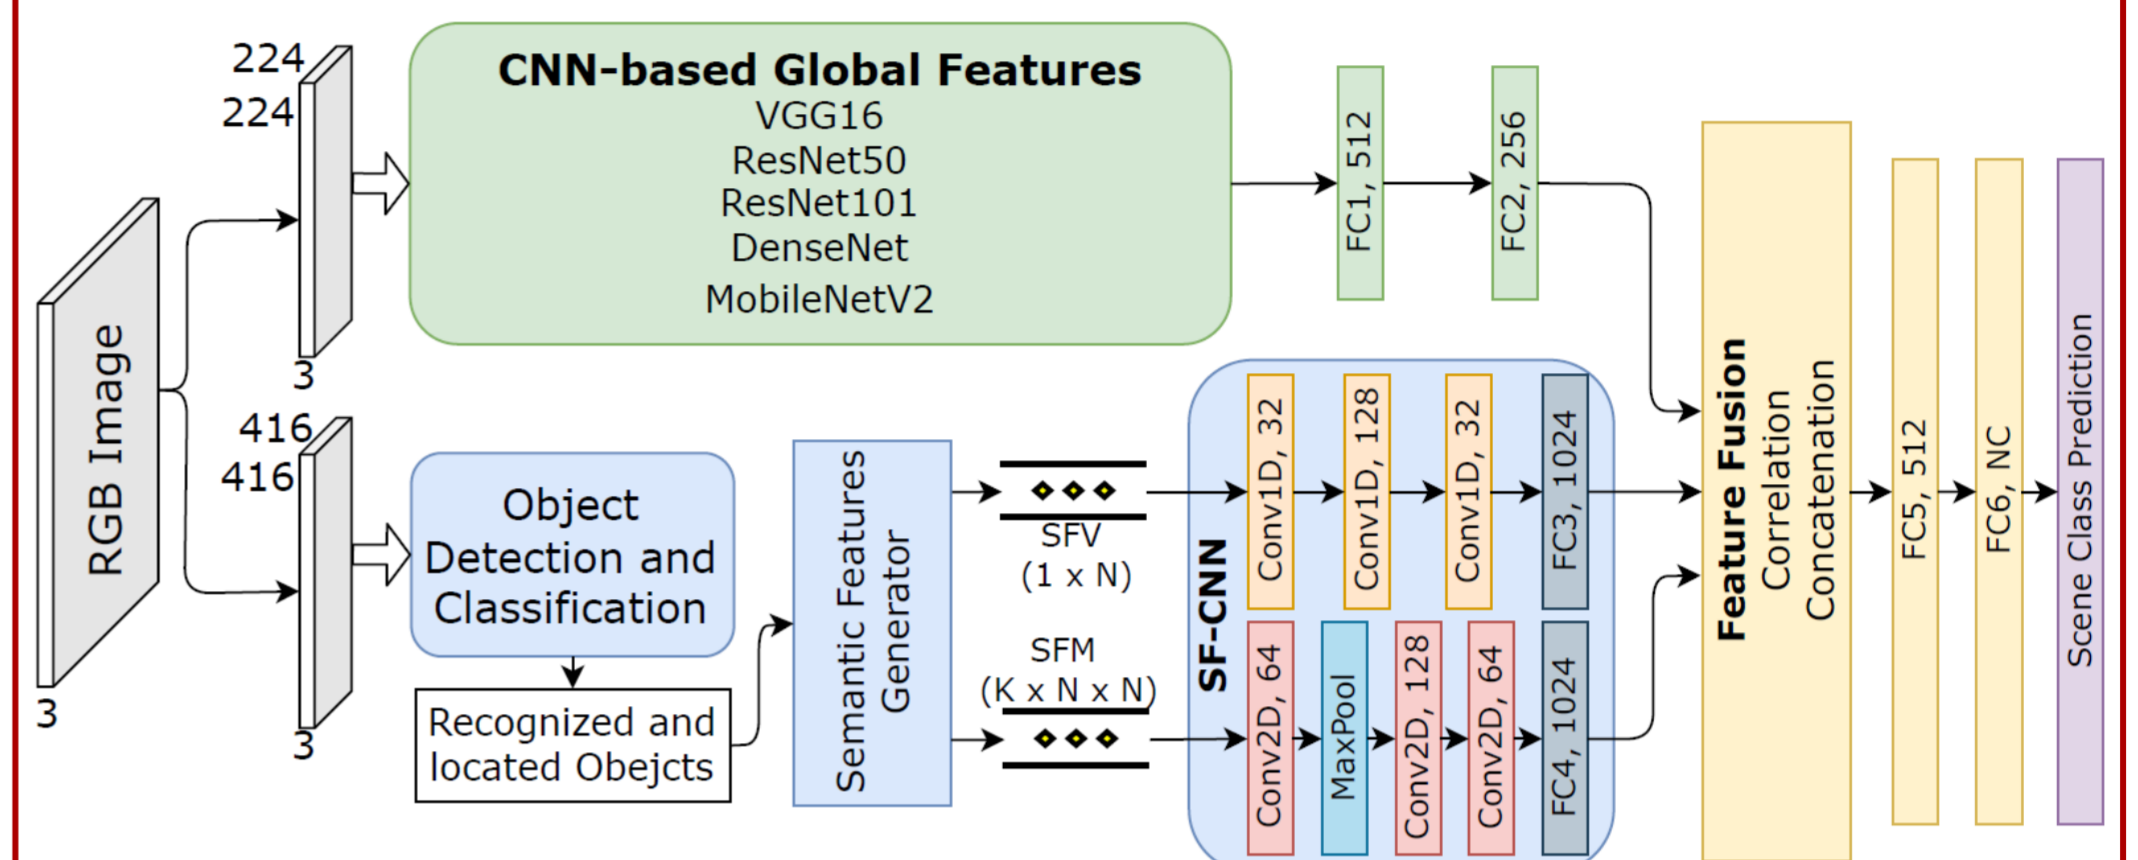 RGB Image
3
224
224
3
CNN-based Global Features
VGG16
ResNet50
ResNet101
DenseNet
MobileNetV2
FC1, 512
FC2, 256
416
416
3
Object
Detection and
Classification
Recognized and
located Obejcts
Semantic Features
Generator
SFV
(1 x N)
SFM
(K x N x N)
SF-CNN
Conv1D, 32
Conv1D, 128
Conv1D, 32
FC3, 1024
Conv2D, 64
MaxPool
Conv2D, 128
Conv2D, 64
FC4, 1024
Feature Fusion
Correlation
Concatenation
FC5, 512
FC6, NC
Scene Class Prediction